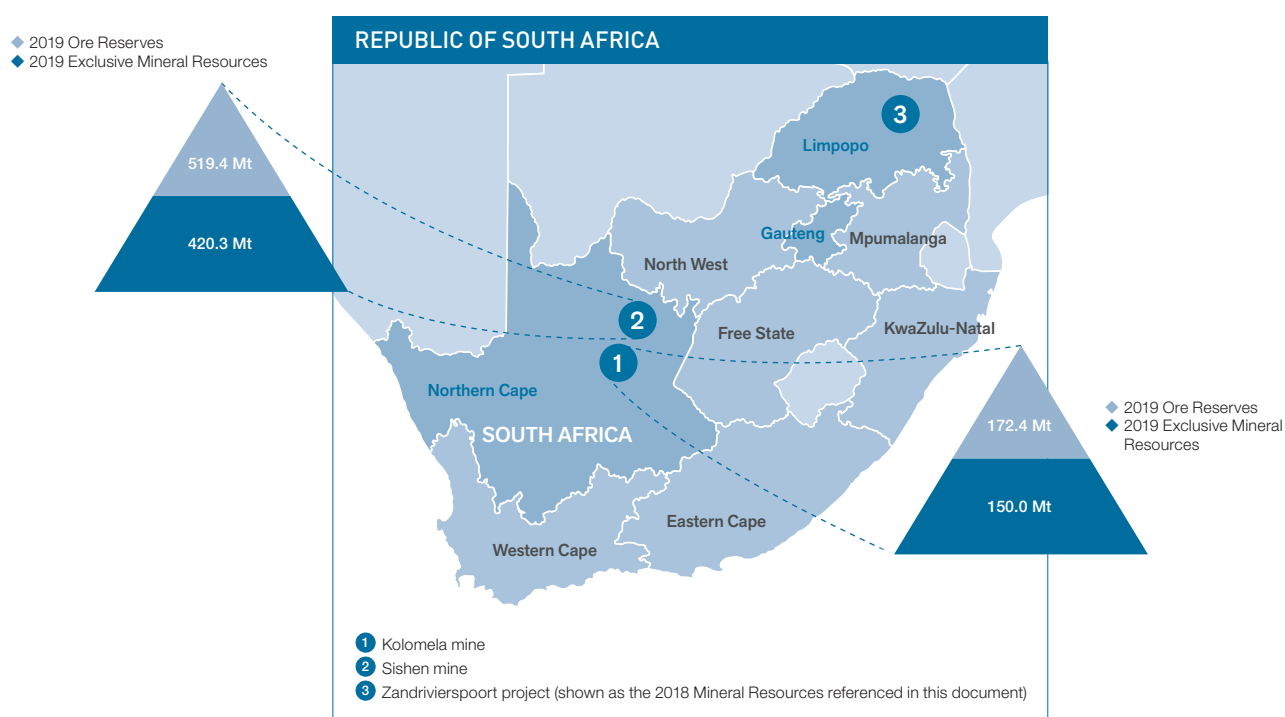 REPUBLIC OF SOUTH AFRICA
2019 Ore Reserves
2019 Exclusive Mineral Resources
519.4 Mt
420.3 Mt
3
Limpopo
Gauteng
Mpumalanga
North West
2
Free State
KwaZulu-Natal
1
Northern Cape
SOUTH AFRICA
2019 Ore Reserves
2019 Exclusive Mineral
Resources
172.4 Mt
150.0 Mt
Eastern Cape
Western Cape
1 Kolomela mine
2 Sishen mine
3 Zandrivierspoort project (shown as the 2018 Mineral Resources referenced in this document)